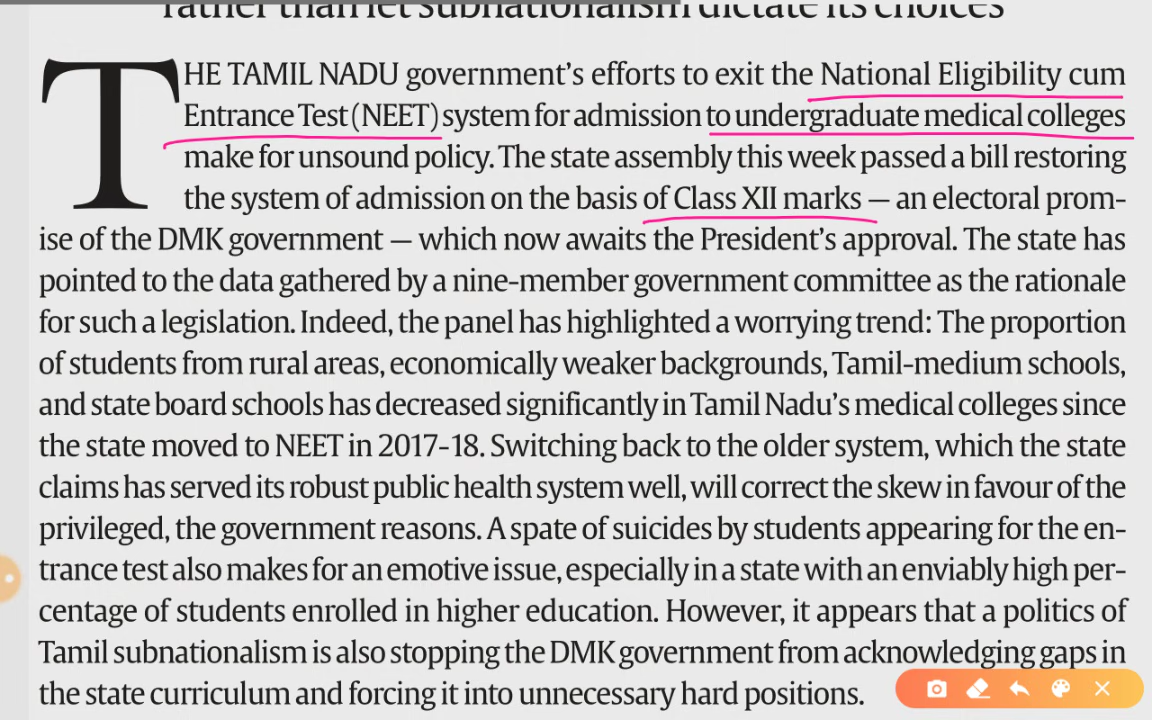 rather than let subnationalism dictate its choices
THE TAMIL NADU government's efforts to exit the National Eligibility cum
Entrance Test (NEET) system for admission to undergraduate medical colleges
make for unsound policy. The state assembly this week passed a bill restoring
the system of admission on the basis of Class XII marks — an electoral prom-
ise of the DMK government — which now awaits the President's approval. The state has
pointed to the data gathered by a nine-member government committee as the rationale
for such a legislation. Indeed, the panel has highlighted a worrying trend: The proportion
of students from rural areas, economically weaker backgrounds, Tamil-medium schools,
and state board schools has decreased significantly in Tamil Nadu's medical colleges since
the state moved to NEET in 2017-18. Switching back to the older system, which the state
claims has served its robust public health system well, will correct the skew in favour of the
privileged, the government reasons. A spate of suicides by students appearing for the en-
trance test also makes for an emotive issue, especially in a state with an enviably high per-
centage of students enrolled in higher education. However, it appears that a politics of
Tamil subnationalism is also stopping the DMK government from acknowledging gaps in
the state curriculum and forcing it into unnecessary hard positions.